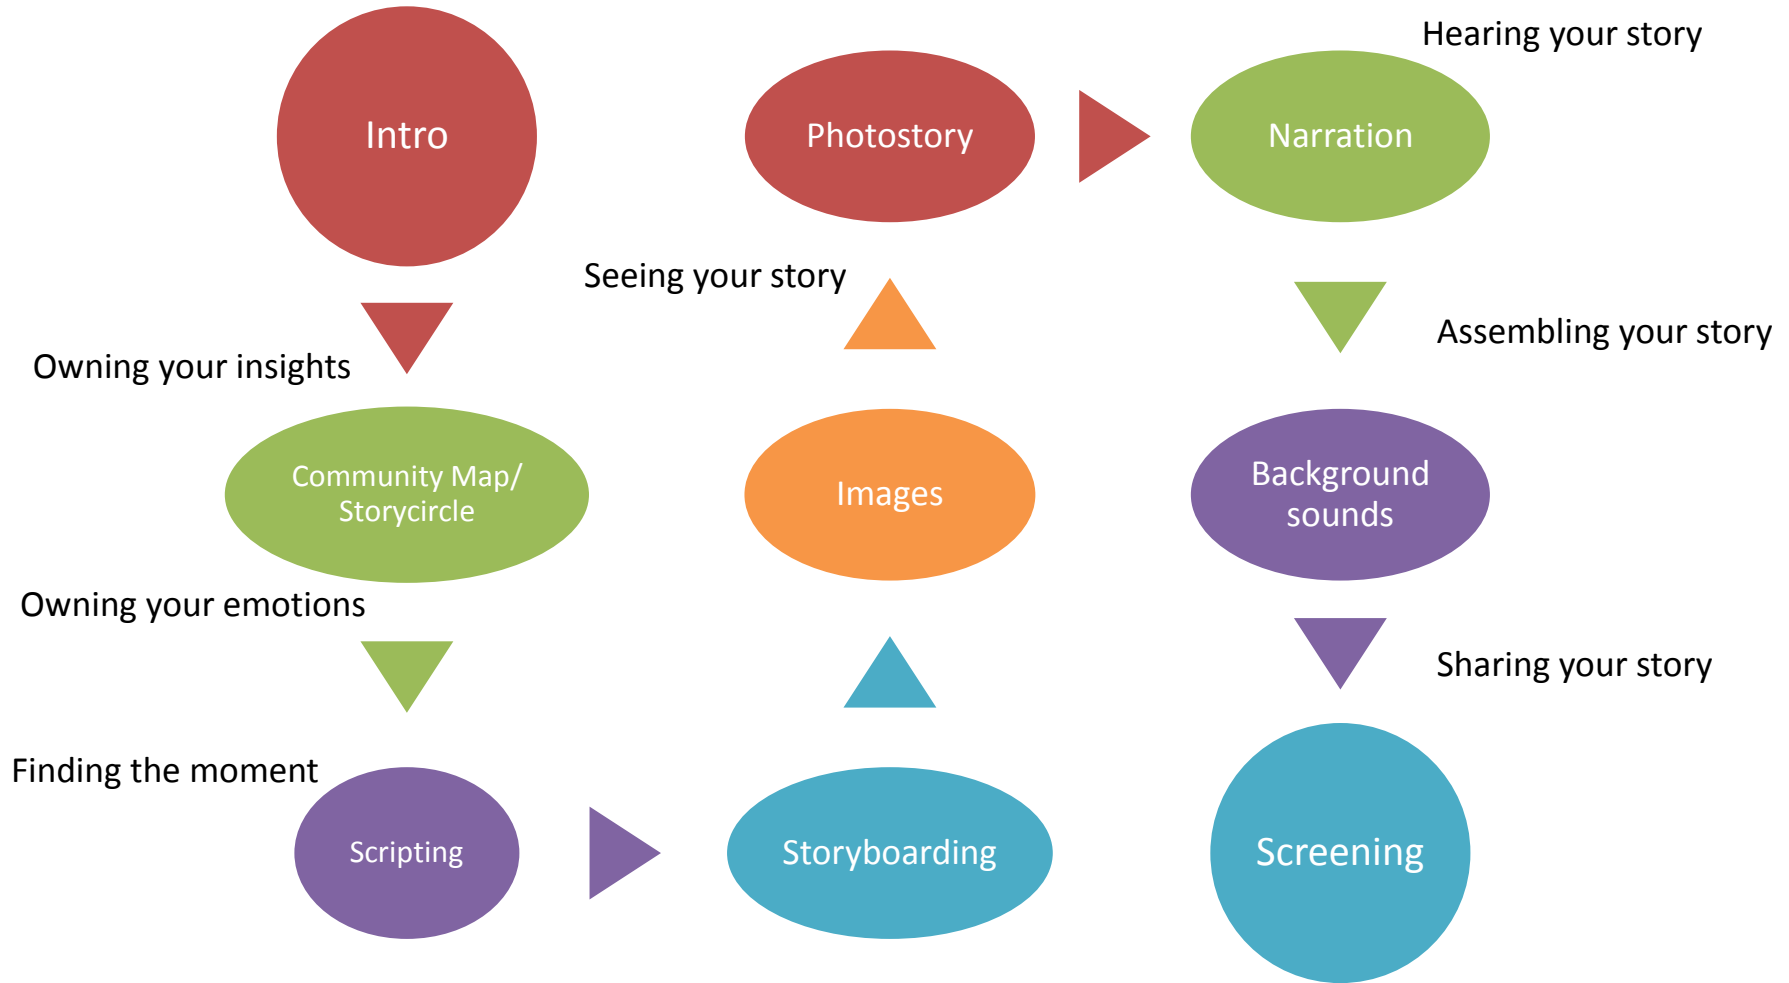 Intro
Owning your insights
Community Map/
Storycircle
Owning your emotions
Finding the moment
Scripting
Storyboarding
Images
Seeing your story
Photostory
Hearing your story
Narration
Assembling your story
Background
sounds
Sharing your story
Screening